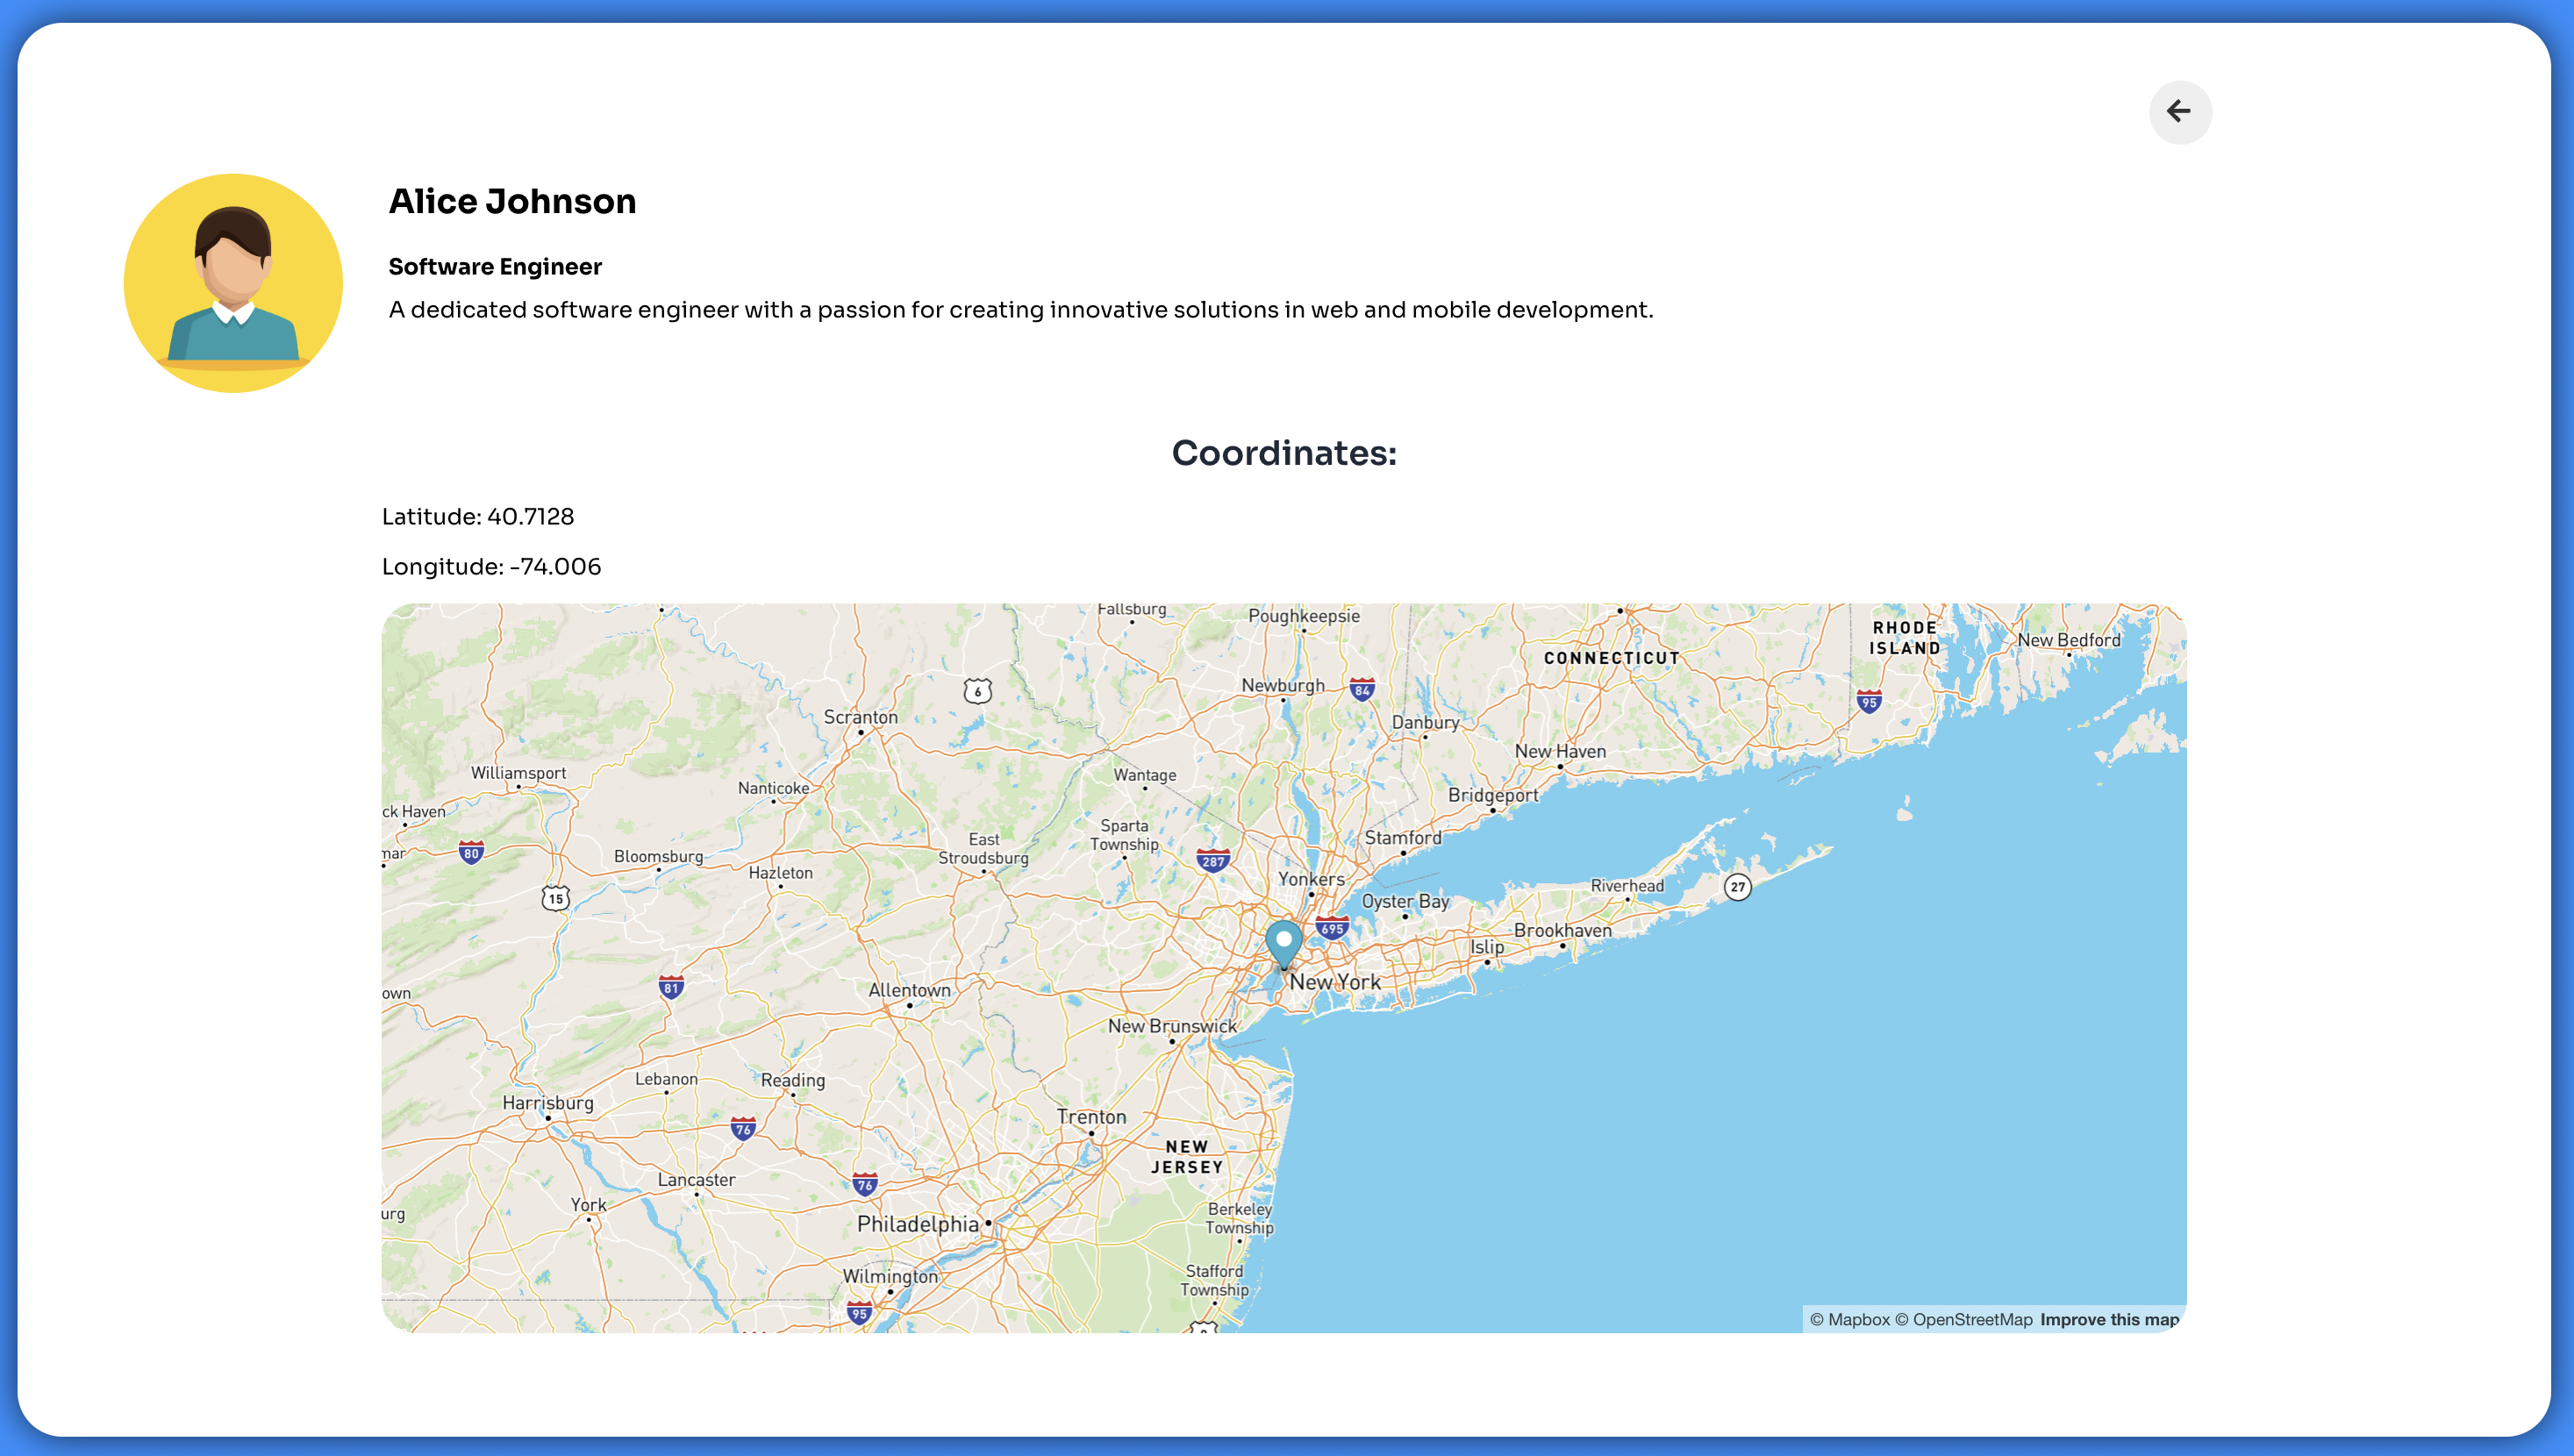 Alice Johnson
Software Engineer
A dedicated software engineer with a passion for creating innovative solutions in web and mobile development.
Coordinates:
Latitude: 40.7128
Longitude: -74.006
Fallsburg
Poughkeepsie
RHODE
ISLAND
New Bedford
CONNECTICUT
Newburgh
84
6
95
Scranton
Danbury
New Haven
Williamsport
Wantage
Nanticoke
Bridgeport
ck Haven
Sparta
Township
Stamford
East
Stroudsburg
mar
80
Bloomsburg
287
Hazleton
Yonkers
Riverhead
27
15
Oyster Bay
695
Brookhaven
Islip
New York
81
Allentown
own
New Brunswick
Lebanon
Reading
Harrisburg
Trenton
76
NEW
JERSEY
Lancaster
76
York
urg
Philadelphia
Berkeley
Township
Wilmington
Stafford
Township
95
© Mapbox © OpenStreetMap Improve this map